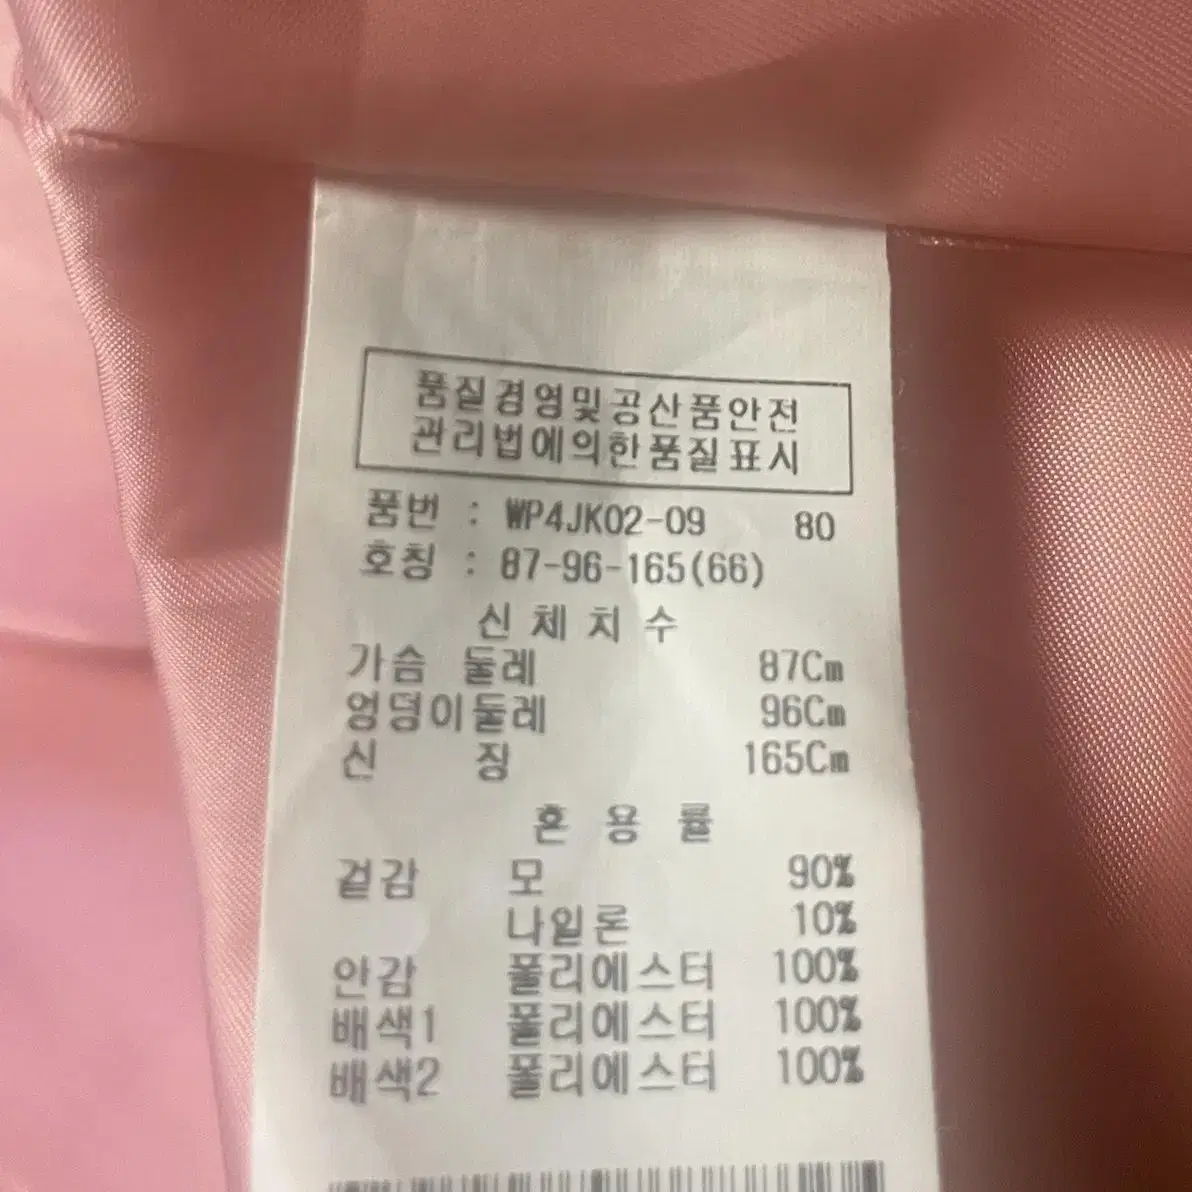 품질경영및공산품안전
관리법에의한품질표시
품번 : WP4JK02-09 80
호칭 : 87-96-165(66)
신체치수
가슴 둘레 87Cm
엉덩이둘레 96Cm
신 장 165Cm
혼 용 률
겉감 모 90%
나일론 10%
안감 폴리에스터 100%
배색1 폴리에스터 100%
배색2 폴리에스터 100%